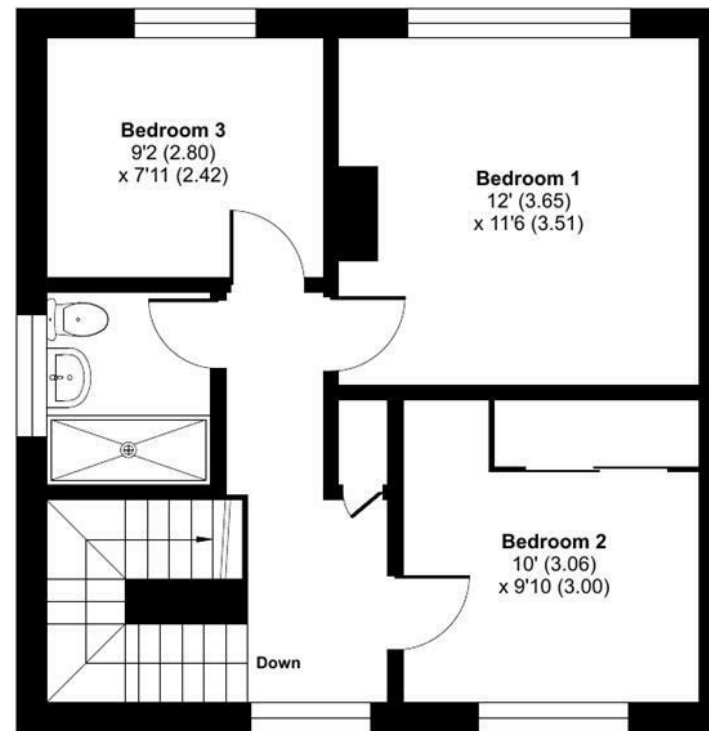 Bedroom 3
9'2 (2.80)
x 7'11 (2.42)
Bedroom 1
12' (3.65)
x 11'6 (3.51)
Bedroom 2
10' (3.06)
x 9'10 (3.00)
Down